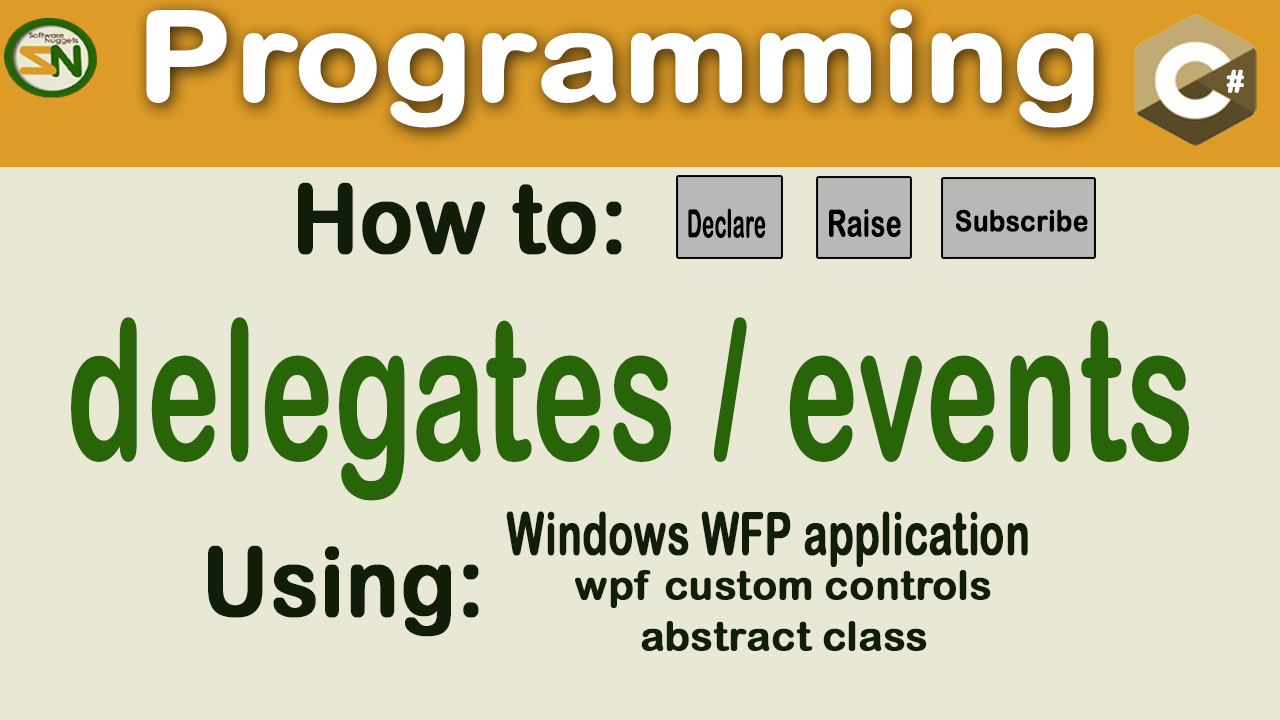 Software
Nuggets
SN
Programming
C#
How to: Declare Raise Subscribe
delegates / events
Using:
Windows WFP application
wpf custom controls
abstract class